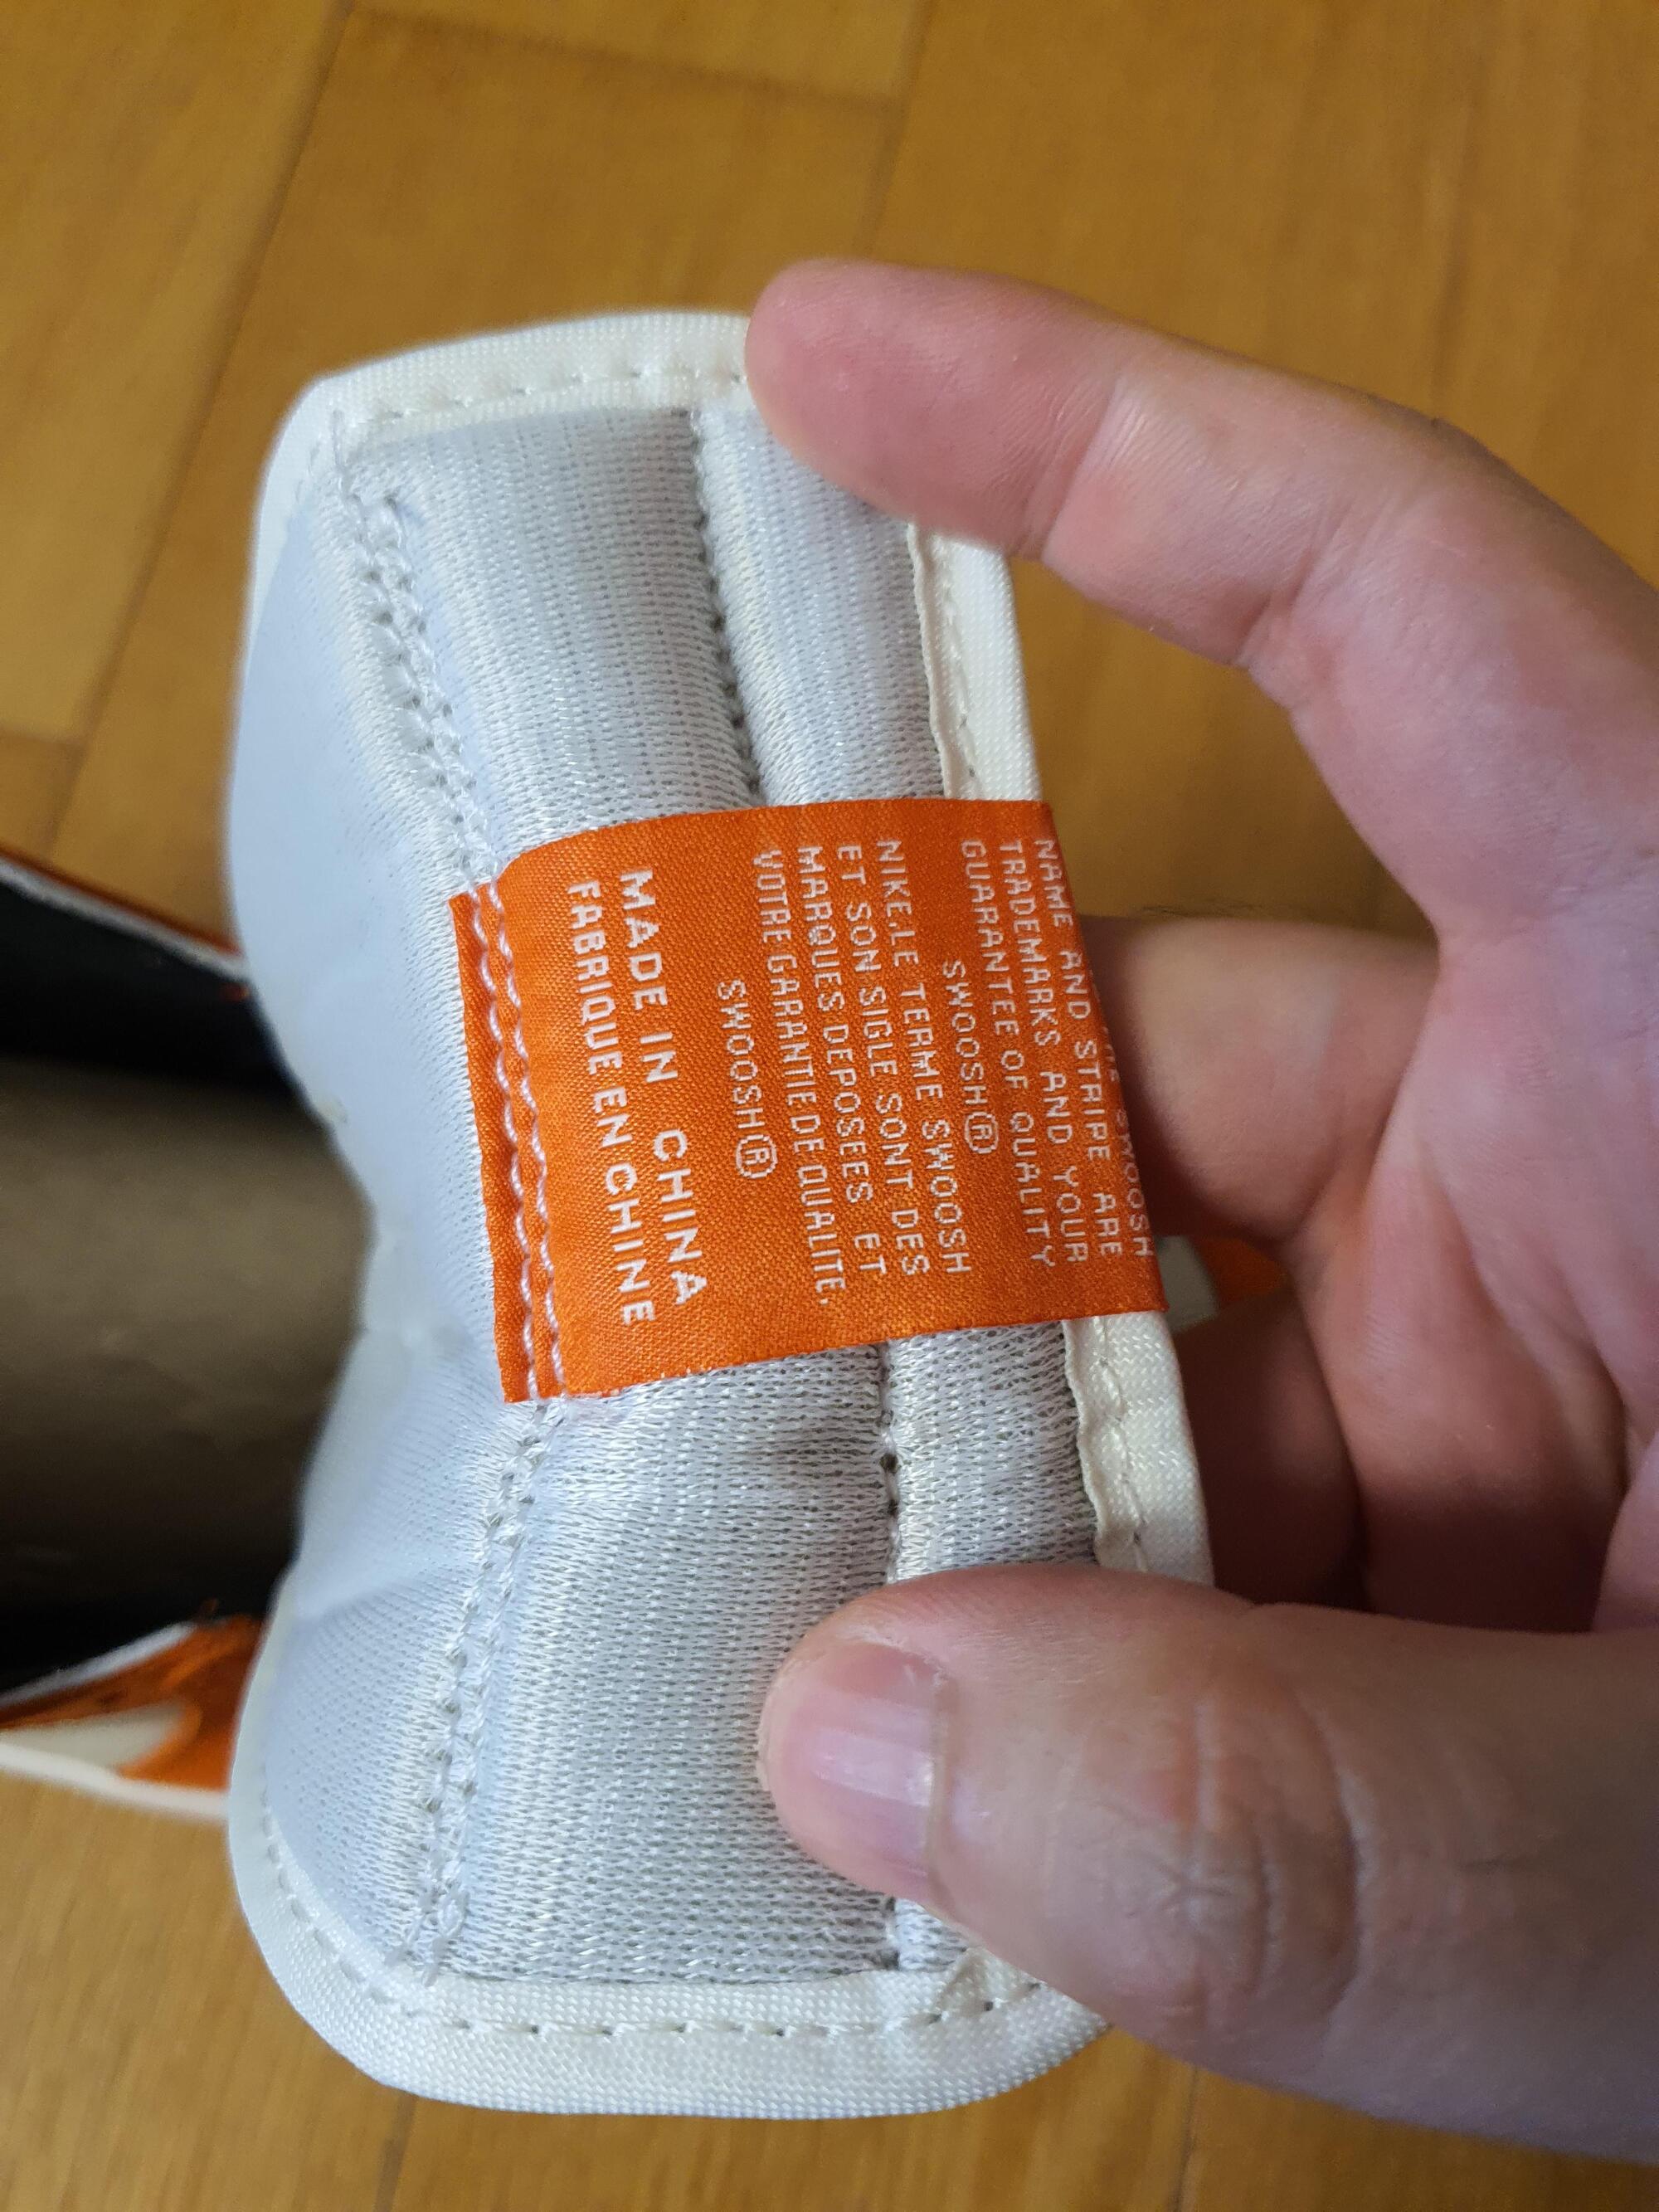 SWOOSH
NAME AND STRIPE ARE
TRADEMARKS AND YOUR
GUARANTEE OF QUALITY
SWOOSH®
NIKE.LE TERME SWOOSH
ET SON SIGLE SONT DES
MARQUES DEPOSEES ET
VOTRE GARANTIE DE QUALITE.
SWOOSH®
MADE IN CHINA
FABRIQUE EN CHINE